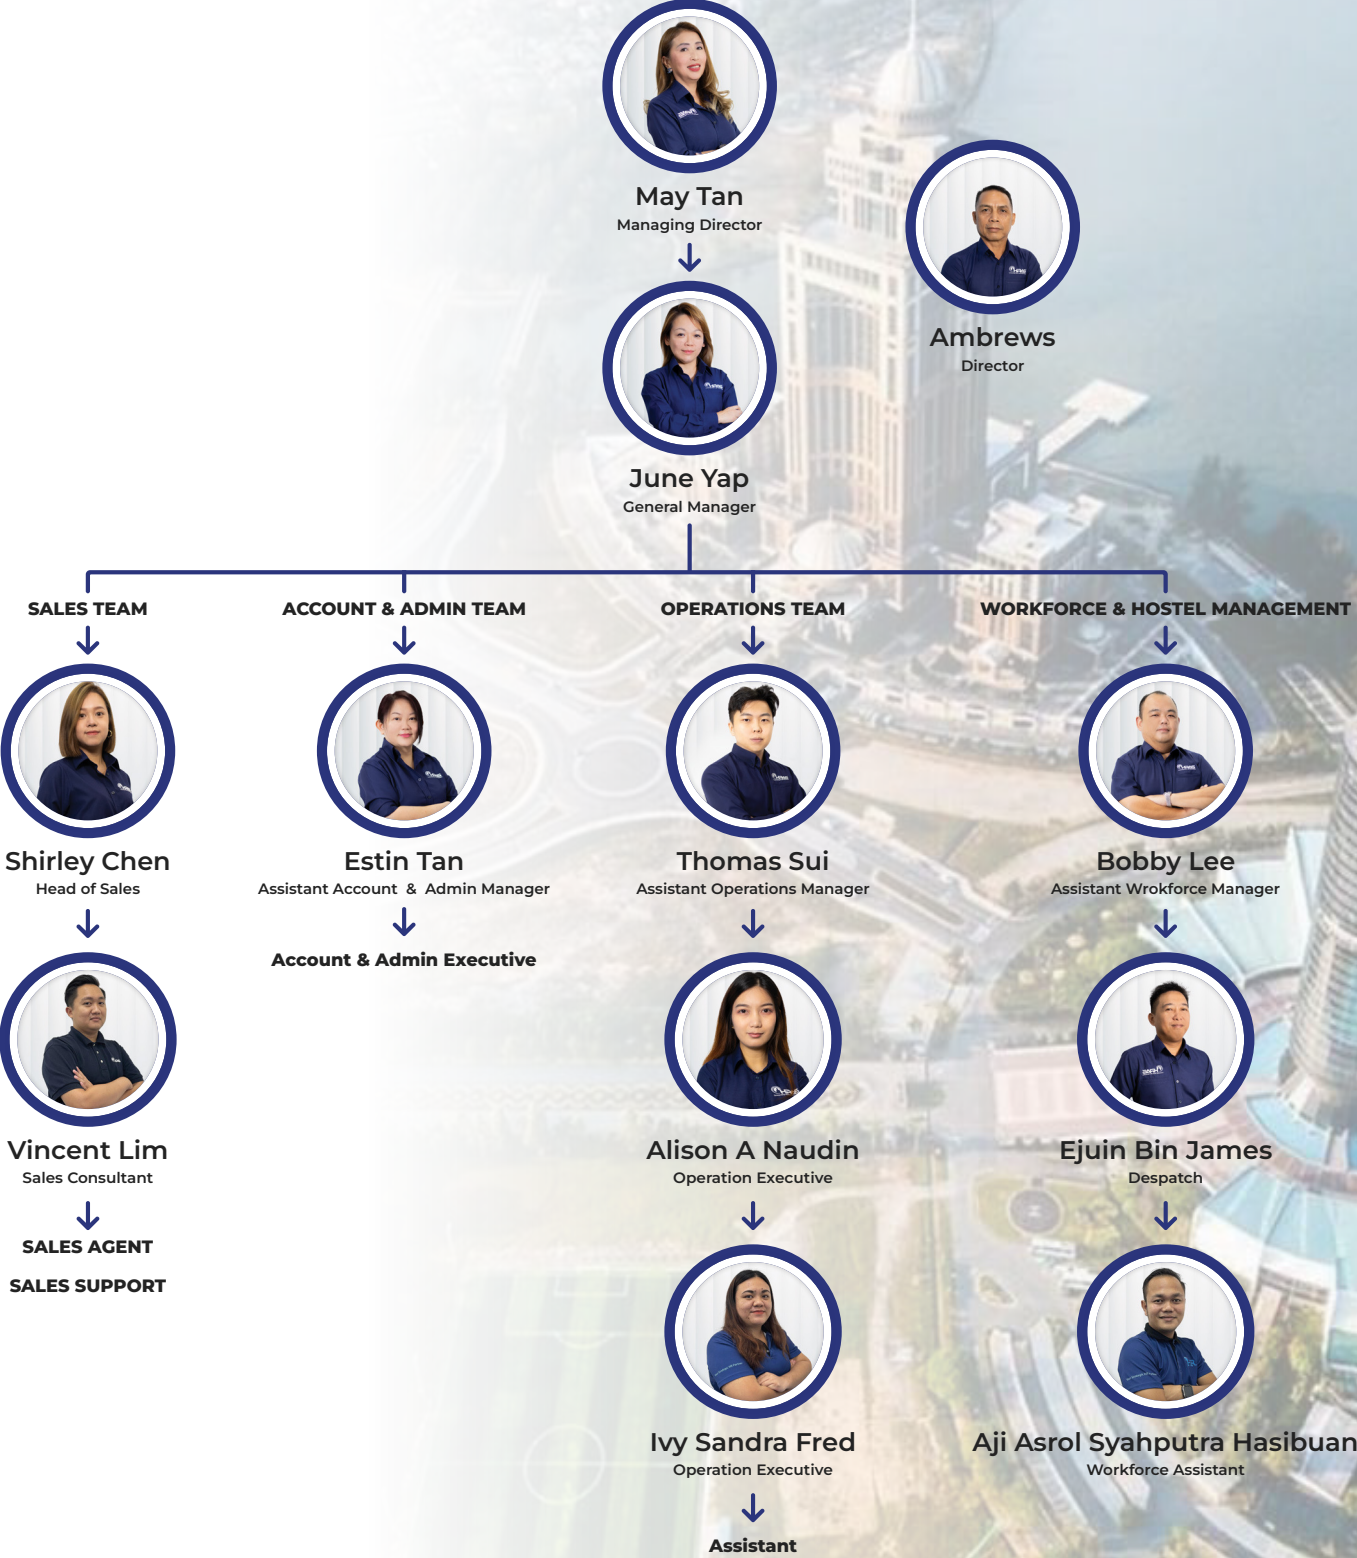 May Tan
Managing Director
Ambrews
Director
June Yap
General Manager
SALES TEAM
ACCOUNT & ADMIN TEAM
OPERATIONS TEAM
WORKFORCE & HOSTEL MANAGEMENT
Shirley Chen
Head of Sales
Estin Tan
Assistant Account & Admin Manager
Thomas Sui
Assistant Operations Manager
Bobby Lee
Assistant Wrokforce Manager
Account & Admin Executive
Vincent Lim
Sales Consultant
Alison A Naudin
Operation Executive
Ejuin Bin James
Despatch
SALES AGENT
SALES SUPPORT
Ivy Sandra Fred
Operation Executive
Aji Asrol Syahputra Hasibuan
Workforce Assistant
Assistant